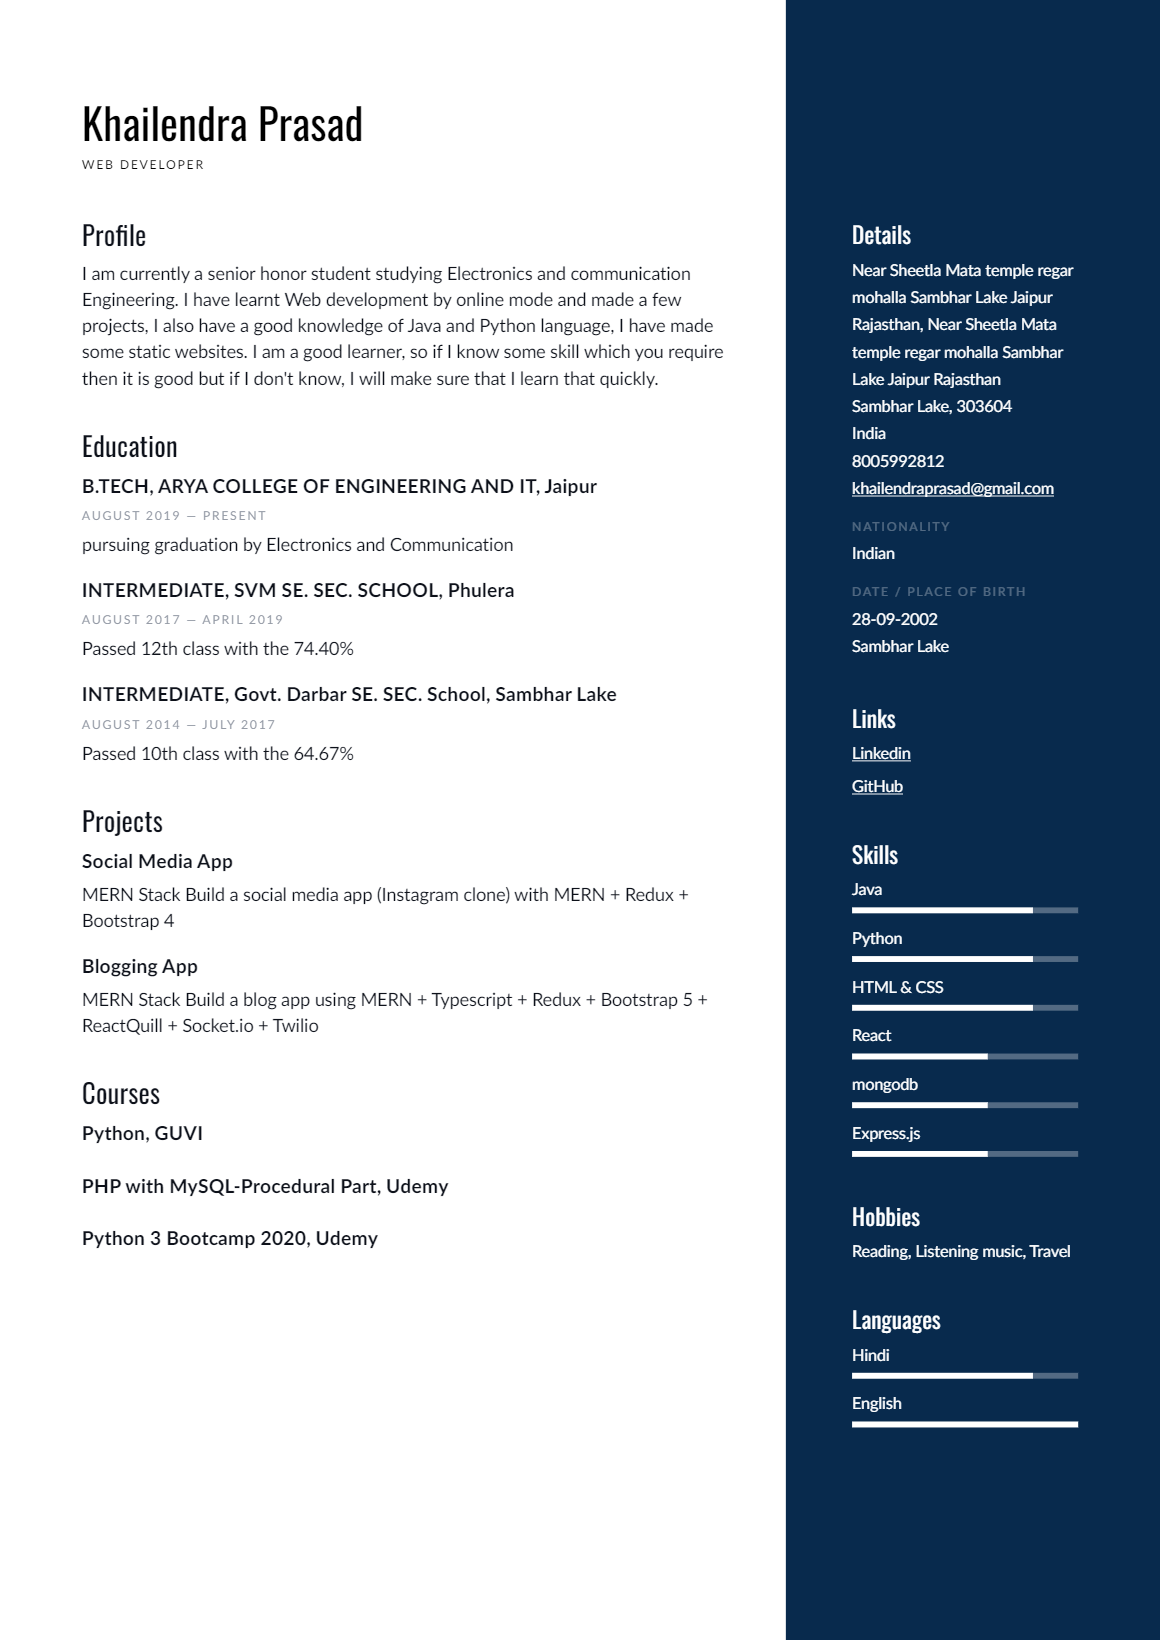 Khailendra Prasad
WEB DEVELOPER
Profile
I am currently a senior honor student studying Electronics and communication
Engineering. I have learnt Web development by online mode and made a few
projects, I also have a good knowledge of Java and Python language, I have made
some static websites. I am a good learner, so if I know some skill which you require
then it is good but if I don't know, I will make sure that I learn that quickly.
Education
B.TECH, ARYA COLLEGE OF ENGINEERING AND IT, Jaipur
AUGUST 2019 — PRESENT
pursuing graduation by Electronics and Communication
INTERMEDIATE, SVM SE. SEC. SCHOOL, Phulera
AUGUST 2017 — APRIL 2019
Passed 12th class with the 74.40%
INTERMEDIATE, Govt. Darbar SE. SEC. School, Sambhar Lake
AUGUST 2014 — JULY 2017
Passed 10th class with the 64.67%
Projects
Social Media App
MERN Stack Build a social media app (Instagram clone) with MERN + Redux +
Bootstrap 4
Blogging App
MERN Stack Build a blog app using MERN + Typescript + Redux + Bootstrap 5 +
ReactQuill + Socket.io + Twilio
Courses
Python, GUVI
PHP with MySQL-Procedural Part, Udemy
Python 3 Bootcamp 2020, Udemy
Details
Near Sheetla Mata temple regar
mohalla Sambhar Lake Jaipur
Rajasthan, Near Sheetla Mata
temple regar mohalla Sambhar
Lake Jaipur Rajasthan
Sambhar Lake, 303604
India
8005992812
khailendraprasad@gmail.com
NATIONALITY
Indian
DATE / PLACE OF BIRTH
28-09-2002
Sambhar Lake
Links
Linkedin
GitHub
Skills
Java
Python
HTML & CSS
React
mongodb
Express.js
Hobbies
Reading, Listening music, Travel
Languages
Hindi
English